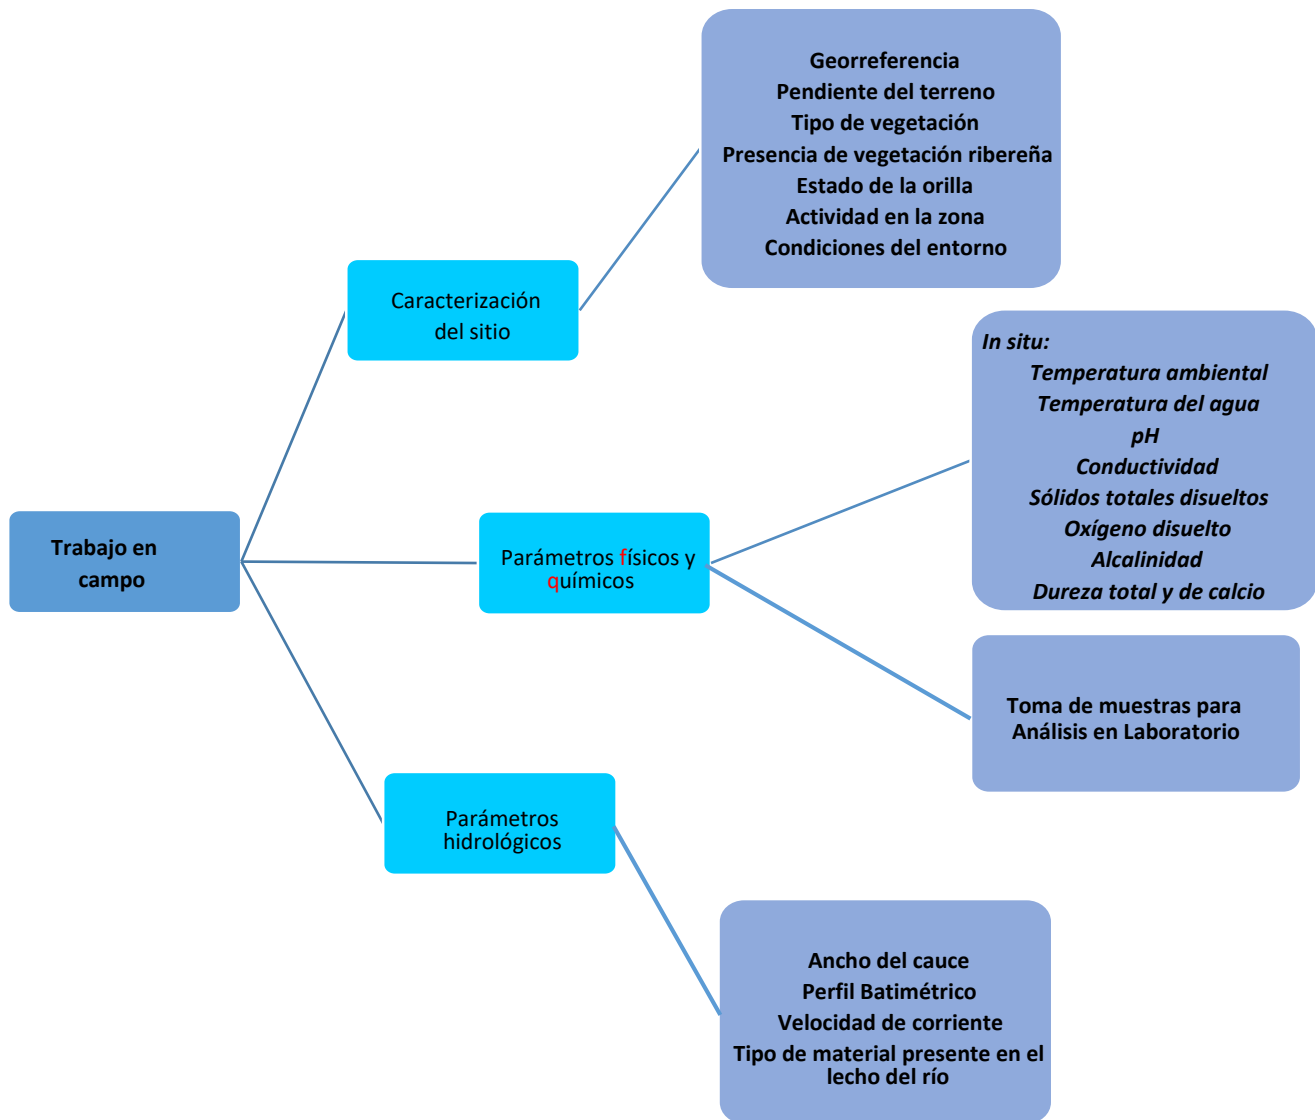 Georreferencia
Pendiente del terreno
Tipo de vegetación
Presencia de vegetación ribereña
Estado de la orilla
Actividad en la zona
Condiciones del entorno
Caracterización
del sitio
In situ:
Temperatura ambiental
Temperatura del agua
pH
Conductividad
Sólidos totales disueltos
Oxígeno disuelto
Alcalinidad
Dureza total y de calcio
Trabajo en
campo
Parámetros físicos y
químicos
Toma de muestras para
Análisis en Laboratorio
Parámetros
hidrológicos
Ancho del cauce
Perfil Batimétrico
Velocidad de corriente
Tipo de material presente en el
lecho del río